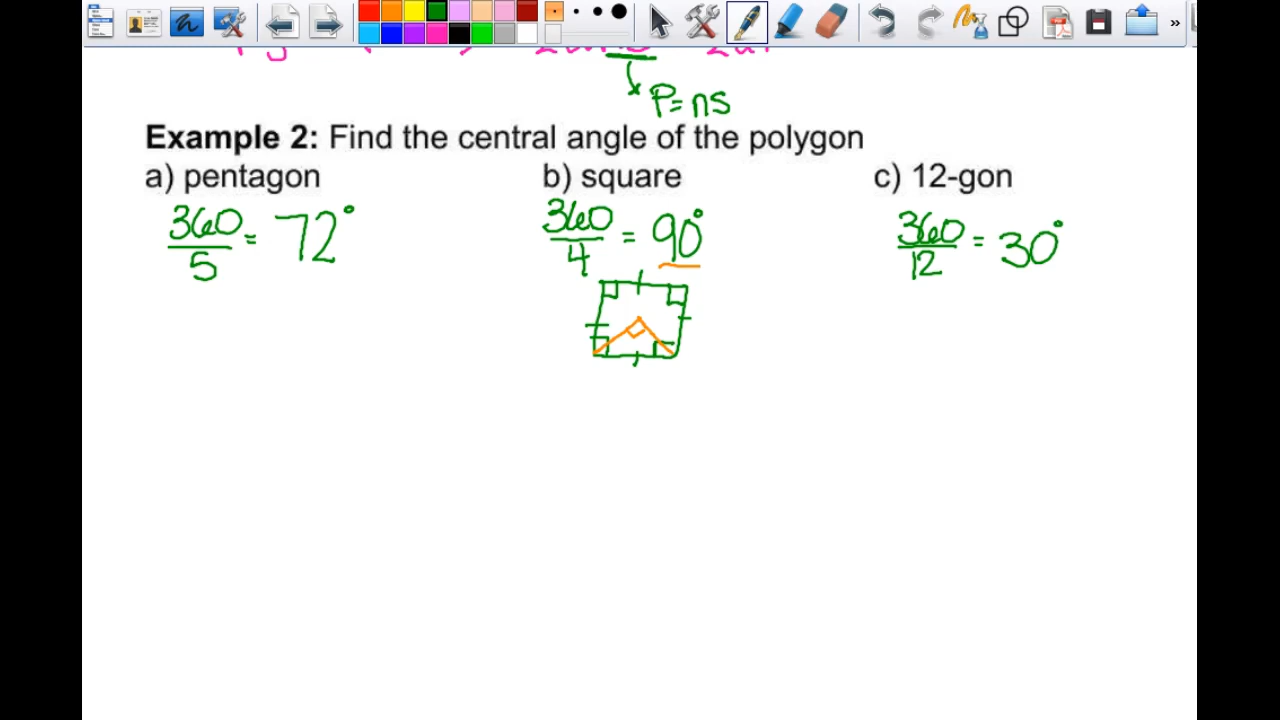 P=ns
Example 2: Find the central angle of the polygon
a) pentagon b) square c) 12-gon
360/5 = 72° 360/4 = 90° 360/12 = 30°